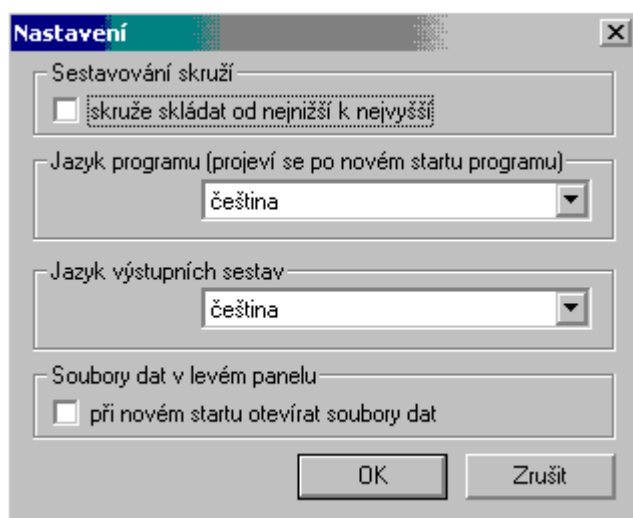 Nastavení
Sestavování skruží
skruže skládat od nejnižší k nejvyšší
Jazyk programu (projeví se po novém startu programu)
čeština
Jazyk výstupních sestav
čeština
Soubory dat v levém panelu
při novém startu otevírat soubory dat
OK Zrušit